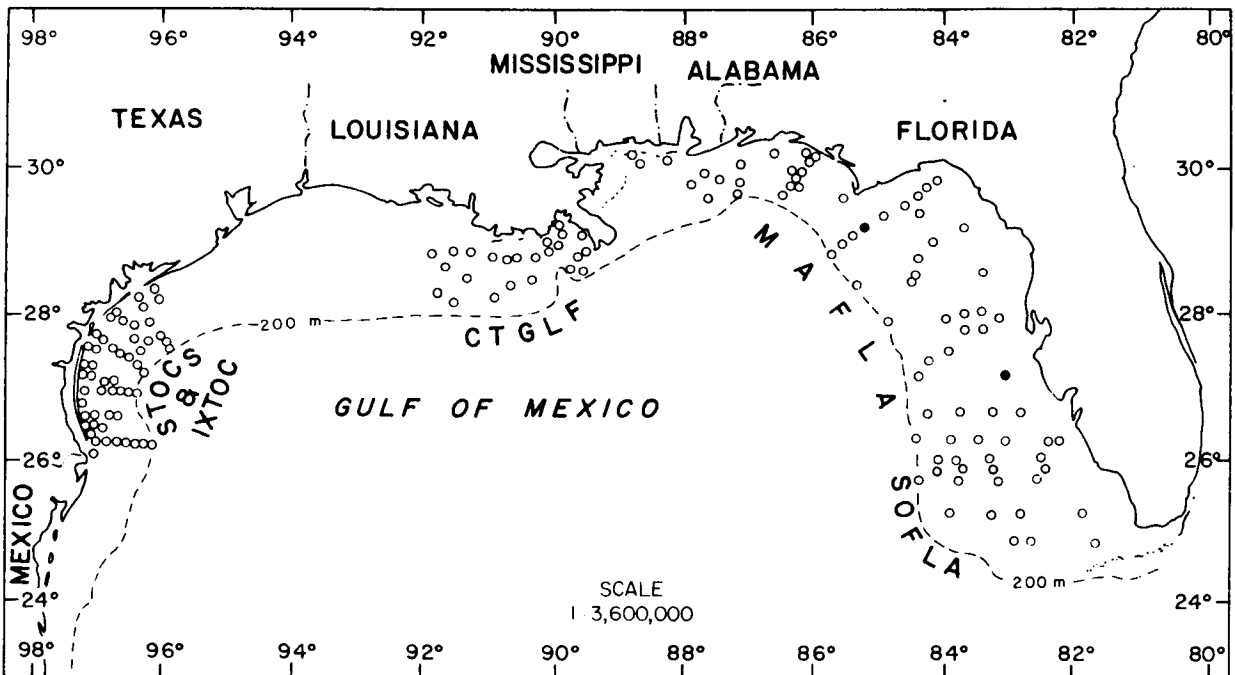 98° 96° 94° 92° 90° 88° 86° 84° 82° 80°
MISSISSIPPI
ALABAMA
TEXAS
LOUISIANA
FLORIDA
30° 30°
MAFLA
28° 28°
200 m
CTGLF
STOCS
&
IXTOC
GULF OF MEXICO
26° 26°
SOFLA
MEXICO
200 m
SCALE
1 3,600,000
24° 24°
98° 96° 94° 92° 90° 88° 86° 84° 82° 80°